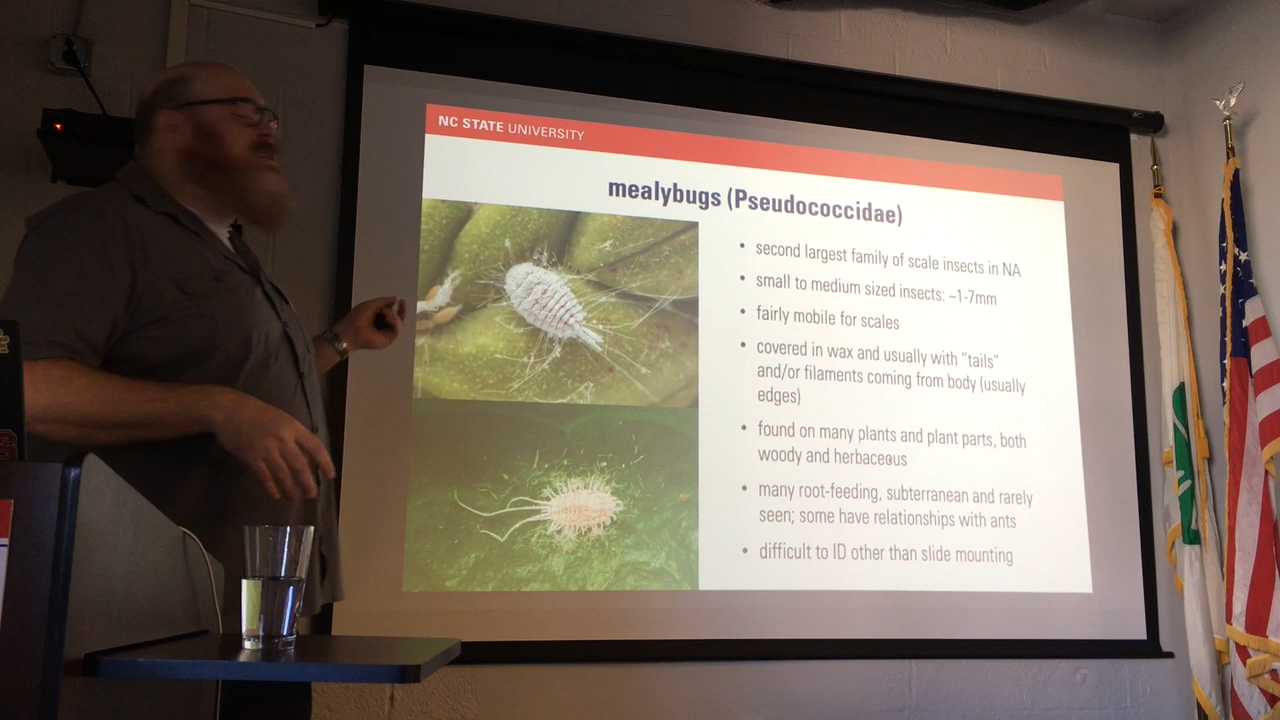 NC STATE UNIVERSITY
mealybugs (Pseudococcidae)
• second largest family of scale insects in NA
• small to medium sized insects: ~1-7mm
• fairly mobile for scales
• covered in wax and usually with “tails”
and/or filaments coming from body (usually
edges)
• found on many plants and plant parts, both
woody and herbaceous
• many root-feeding, subterranean and rarely
seen; some have relationships with ants
• difficult to ID other than slide mounting